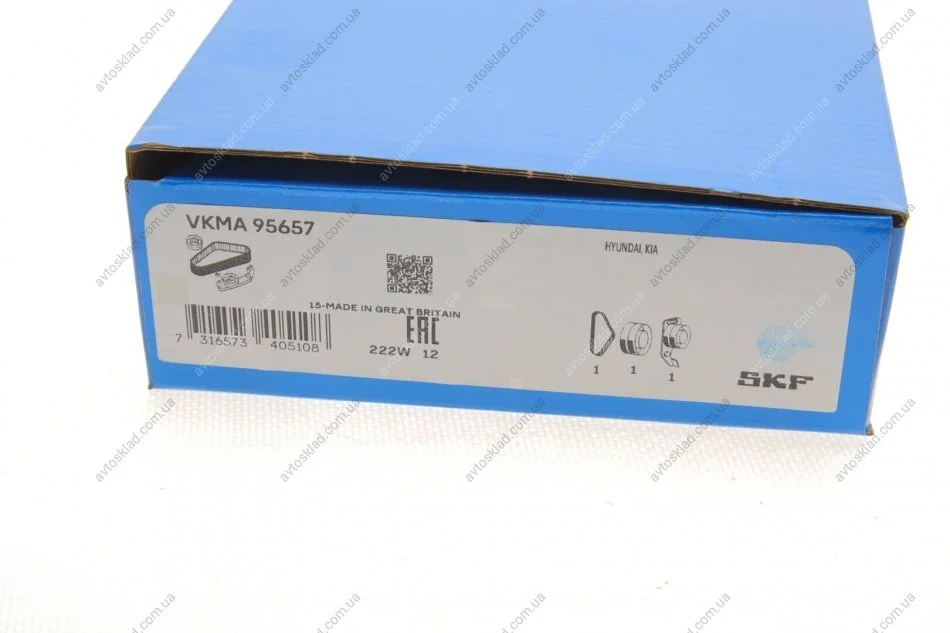 VKMA 95657
HYUNDAI, KIA
15-MADE IN GREAT BRITAIN
EAC
7 316573 405108
222W 12
1 1 1
SKF
avtosklad.com.ua